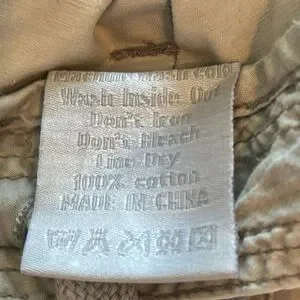 Machine Wash Cold
Wash Inside Out
Don't Iron
Don't Bleach
Line Dry
100% cotton
MADE IN CHINA